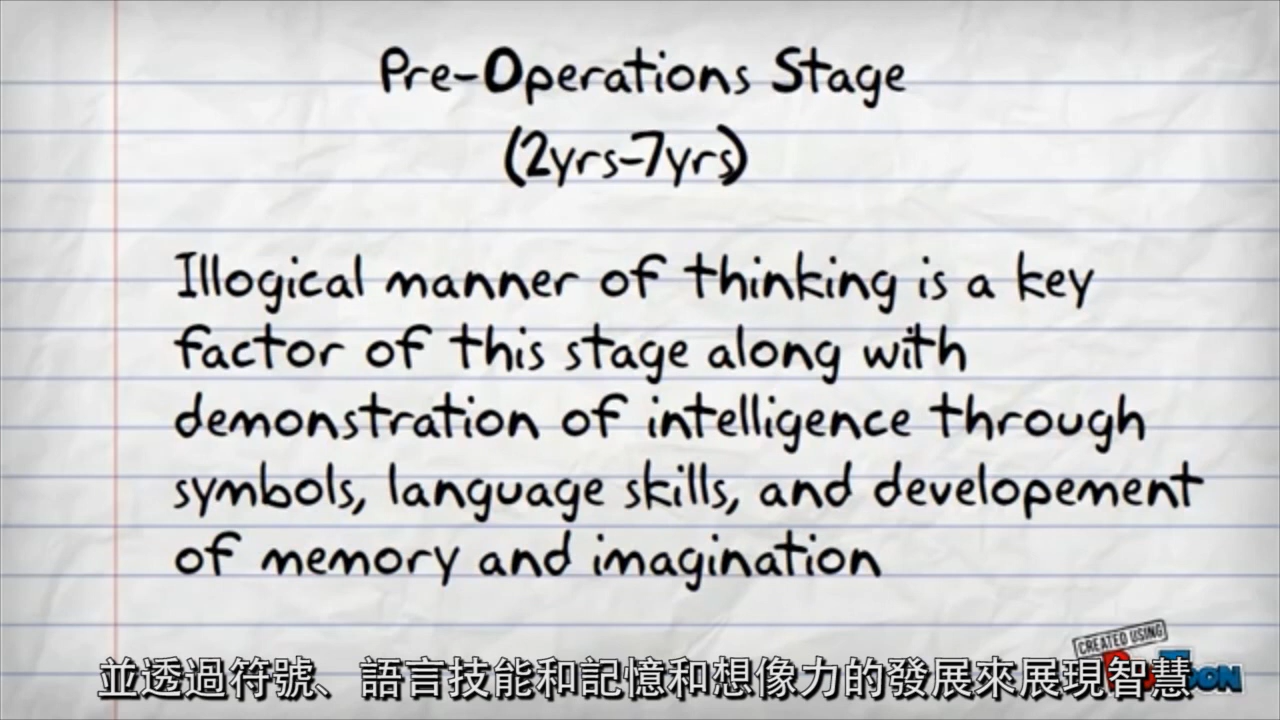 Pre-Operations Stage
(2yrs-7yrs)
Illogical manner of thinking is a key
factor of this stage along with
demonstration of intelligence through
symbols, language skills, and developement
of memory and imagination
CREATED USING
並透過符號、語言技能和記憶和想像力的發展來展現智慧